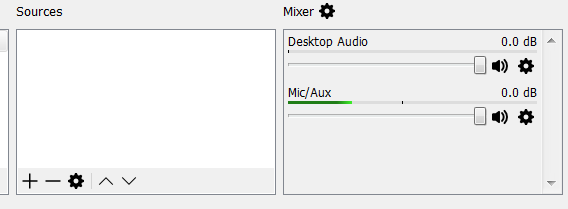 Sources
Mixer
Desktop Audio 0.0 dB
Mic/Aux 0.0 dB